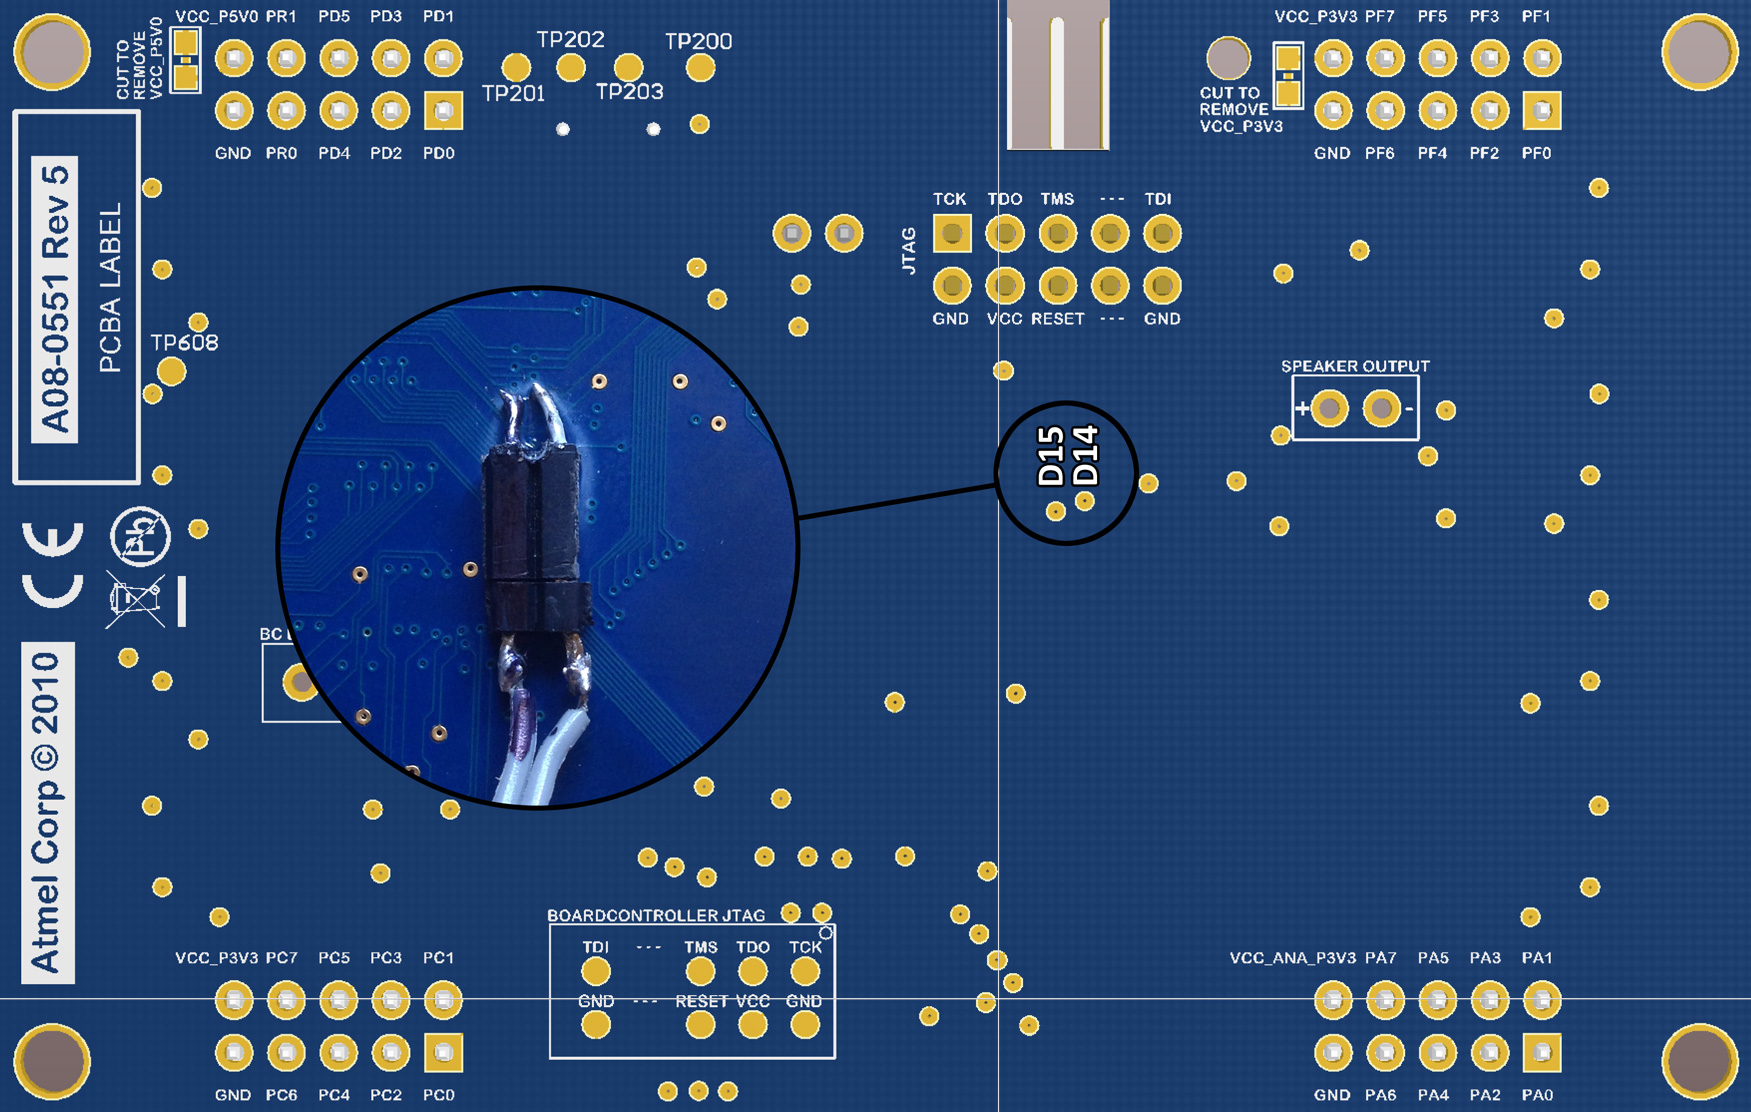 VCC_P5V0 PR1 PD5 PD3 PD1
CUT TO
REMOVE
VCC_P5V0
GND PR0 PD4 PD2 PD0
TP202
TP200
TP201
TP203
VCC_P3V3 PF7 PF5 PF3 PF1
CUT TO
REMOVE
VCC_P3V3
GND PF6 PF4 PF2 PF0
A08-0551 Rev 5
PCBA LABEL
TP608
JTAG
TCK TDO TMS --- TDI
GND VCC RESET --- GND
SPEAKER OUTPUT
+ -
D15
D14
CE
Pb
BC
Atmel Corp © 2010
BOARDCONTROLLER JTAG
TDI --- TMS TDO TCK
GND --- RESET VCC GND
VCC_P3V3 PC7 PC5 PC3 PC1
GND PC6 PC4 PC2 PC0
VCC_ANA_P3V3 PA7 PA5 PA3 PA1
GND PA6 PA4 PA2 PA0